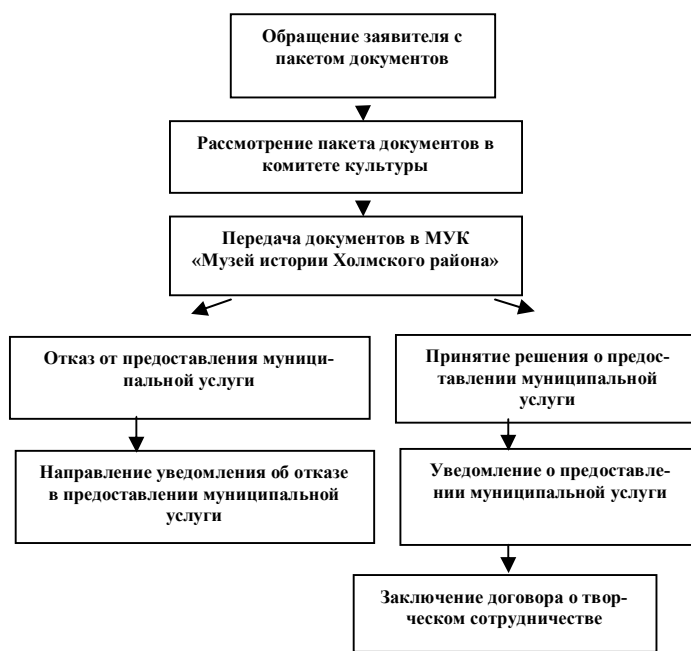 Обращение заявителя с
пакетом документов
Рассмотрение пакета документов в
комитете культуры
Передача документов в МУК
«Музей истории Холмского района»
Отказ от предоставления муници-
пальной услуги
Принятие решения о предос-
тавлении муниципальной
услуги
Направление уведомления об отказе
в предоставлении муниципальной
услуги
Уведомление о предоставле-
нии муниципальной услуги
Заключение договора о твор-
ческом сотрудничестве